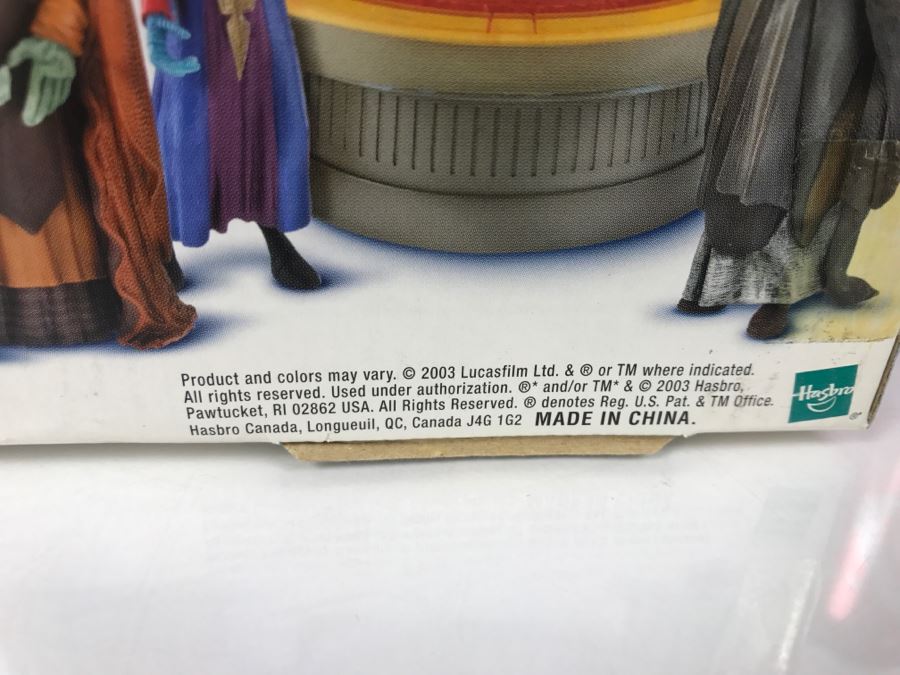 Product and colors may vary. © 2003 Lucasfilm Ltd. & ® or TM where indicated.
All rights reserved. Used under authorization. ®* and/or TM* & © 2003 Hasbro,
Pawtucket, RI 02862 USA. All Rights Reserved. ® denotes Reg. U.S. Pat. & TM Office.
Hasbro Canada, Longueuil, QC, Canada J4G 1G2 MADE IN CHINA.
Hasbro ®*